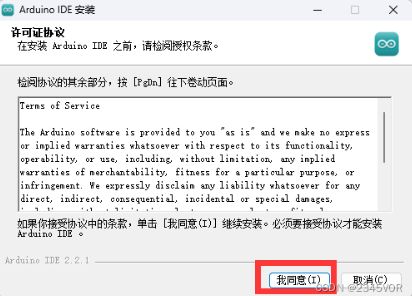 Arduino IDE 安装
许可证协议
在安装 Arduino IDE 之前，请检阅授权条款。
检阅协议的其余部分，按 [PgDn] 往下卷动页面。
Terms of Service
The Arduino software is provided to you "as is" and we make no express
or implied warranties whatsoever with respect to its functionality,
operability, or use, including, without limitation, any implied
warranties of merchantability, fitness for a particular purpose, or
infringement. We expressly disclaim any liability whatsoever for any
direct, indirect, consequential, incidental or special damages,
如果你接受协议中的条款，单击 [我同意(I)] 继续安装。必须要接受协议才能安装
Arduino IDE 。
Arduino IDE 2.2.1
我同意(I)
取消(C)
CSDN @2345VOR